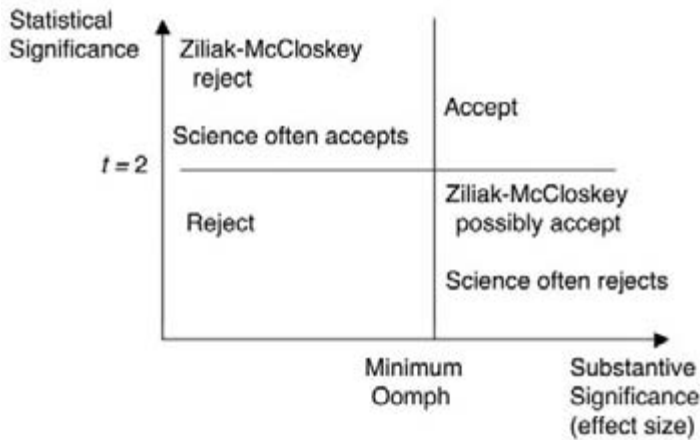 Statistical
Significance
Ziliak-McCloskey
reject
Science often accepts
Accept
t = 2
Reject
Ziliak-McCloskey
possibly accept
Science often rejects
Minimum
Oomph
Substantive
Significance
(effect size)